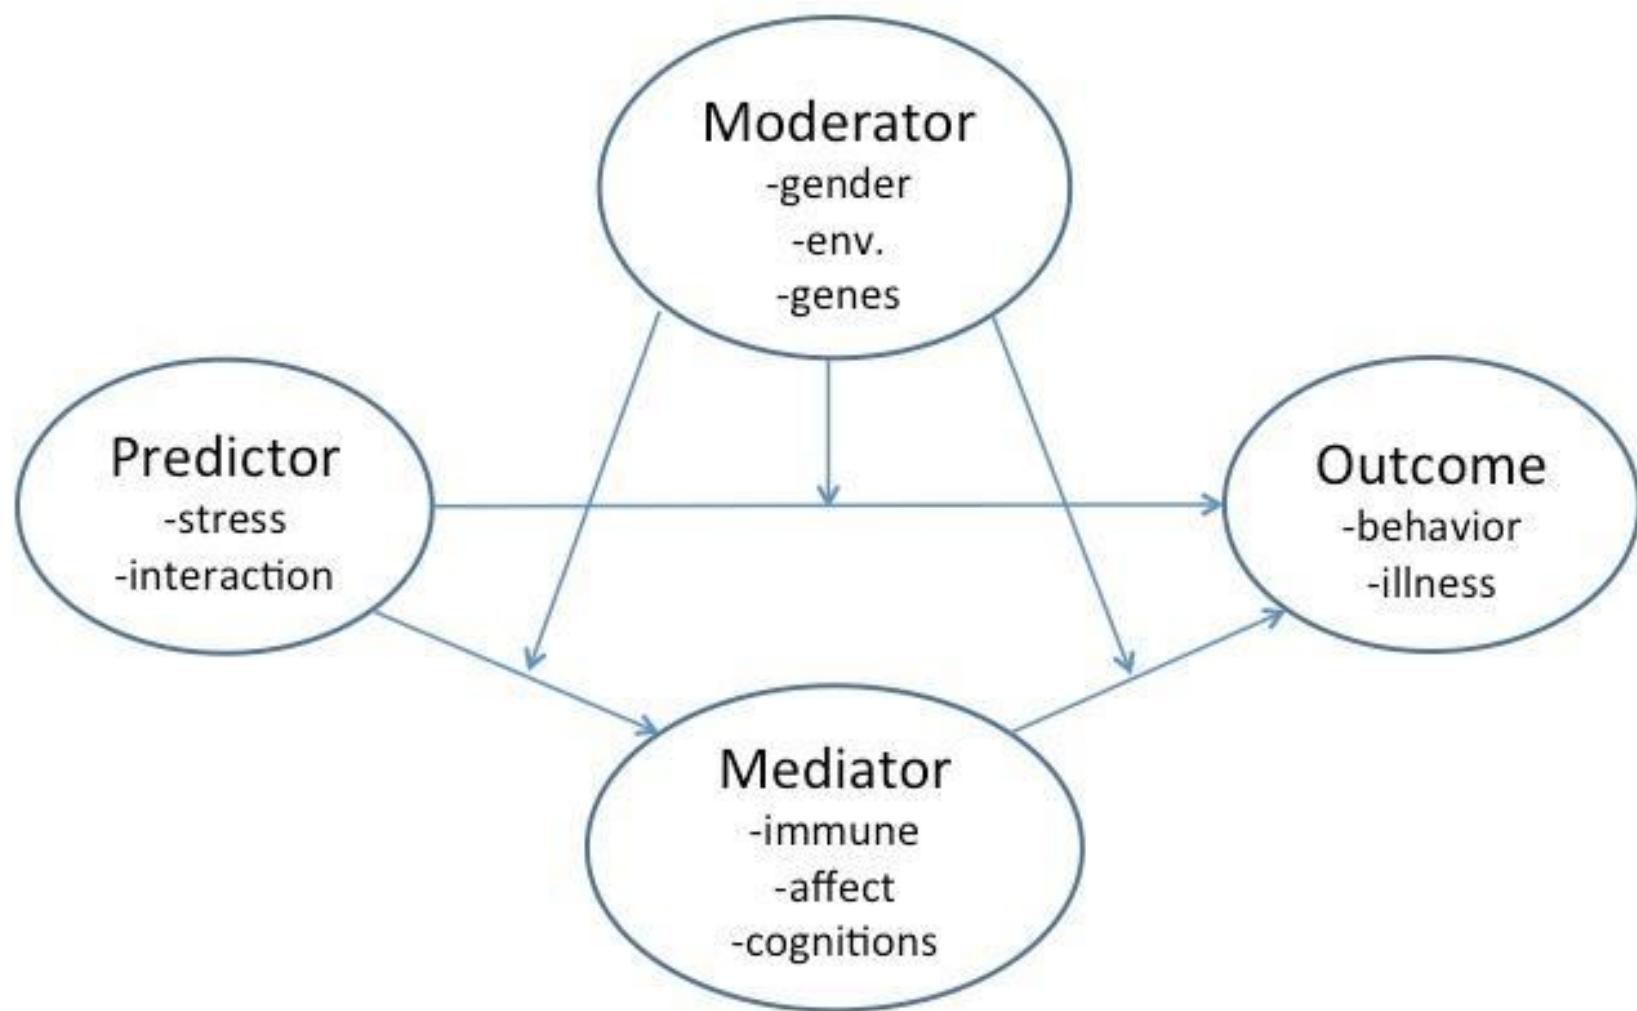 Moderator
-gender
-env.
-genes
Predictor
-stress
-interaction
Outcome
-behavior
-illness
Mediator
-immune
-affect
-cognitions